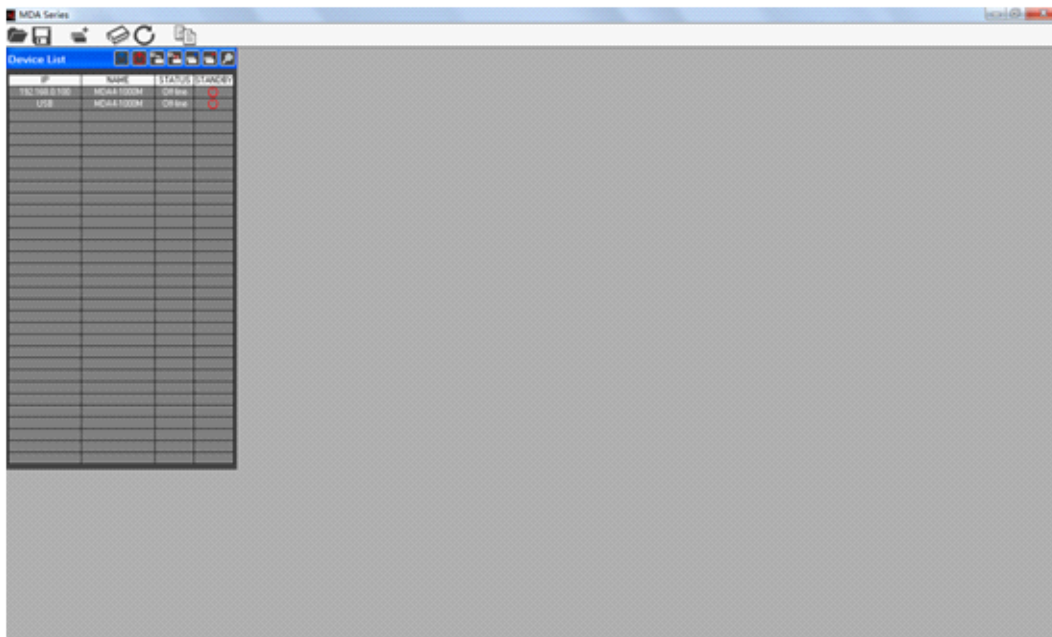 MDA Series
Device List
IP NAME STATUS STANDBY
192.168.0.100 MDA4-1000M Off-line
USB MDA4-1000M Off-line